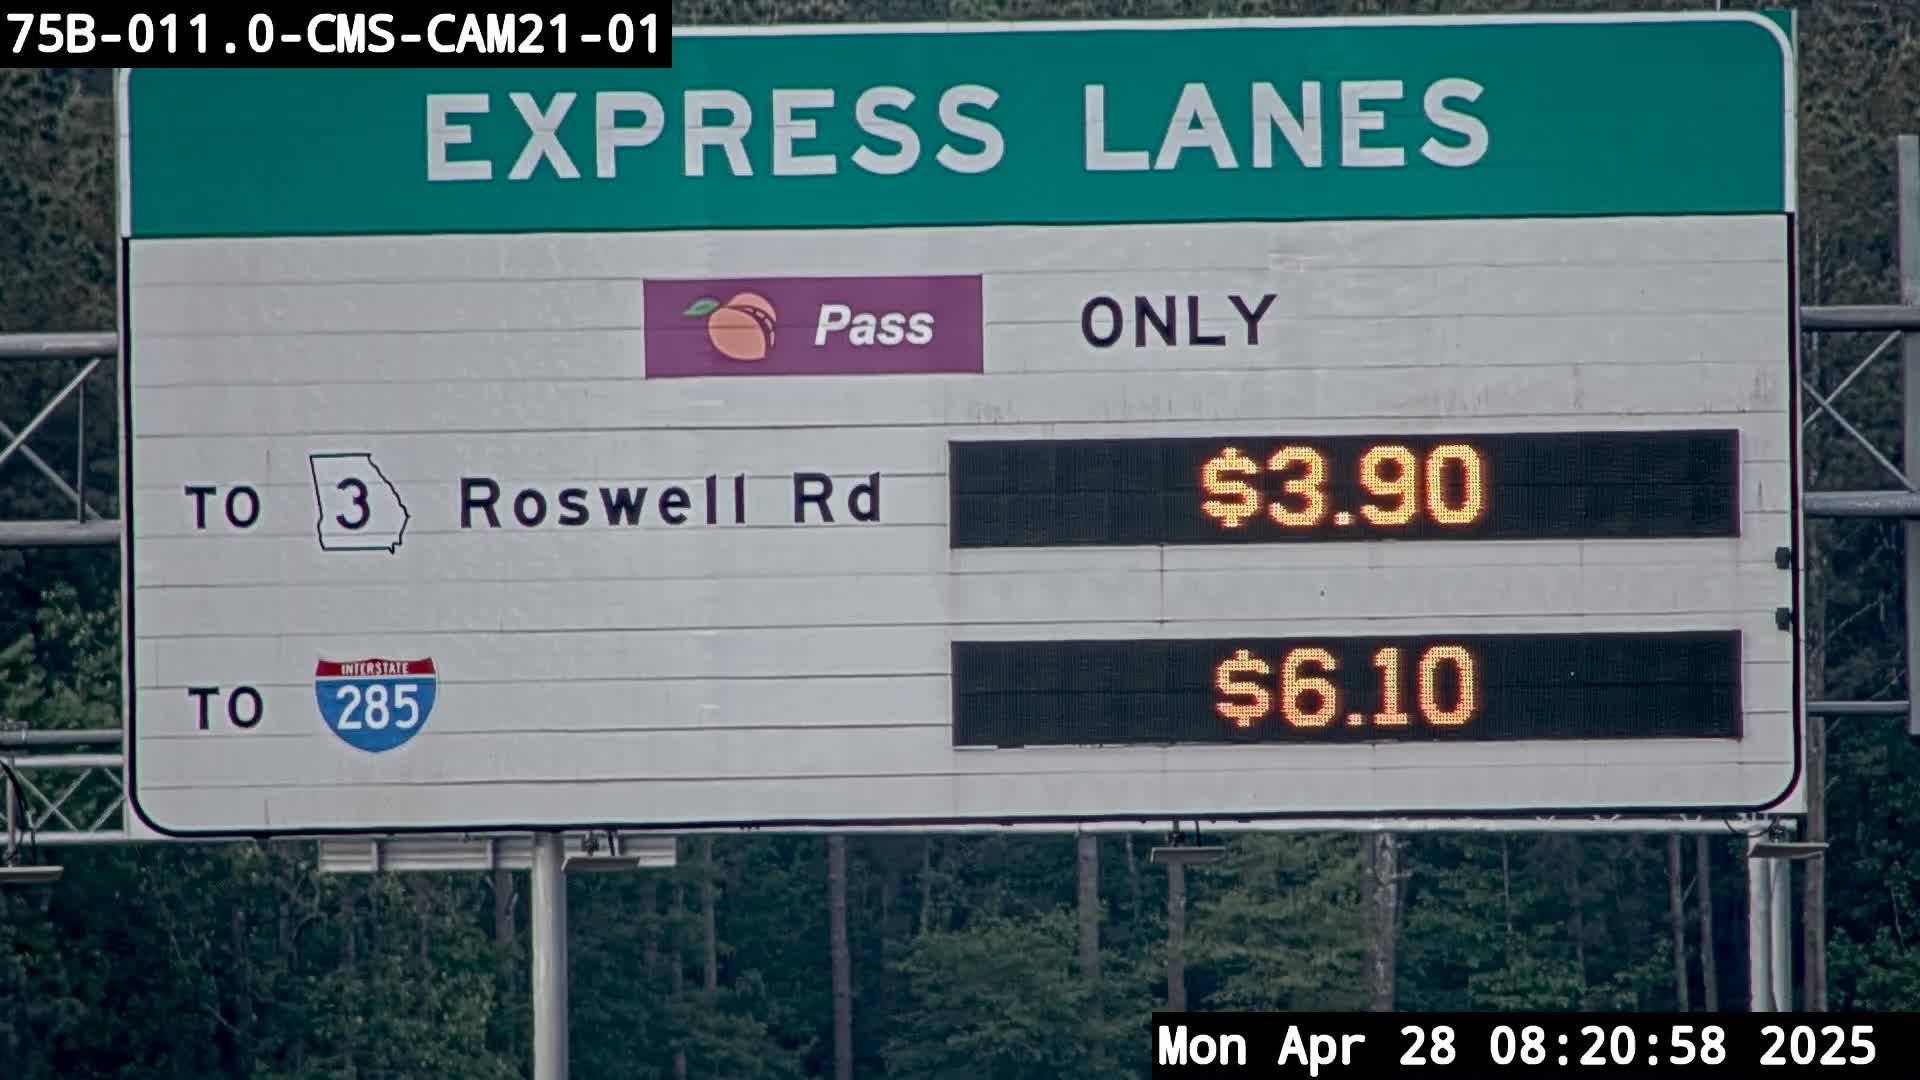 75B-011.0-CMS-CAM21-01
EXPRESS LANES
Pass ONLY
TO 3 Roswell Rd $3.90
INTERSTATE
TO 285 $6.10
Mon Apr 28 08:20:58 2025